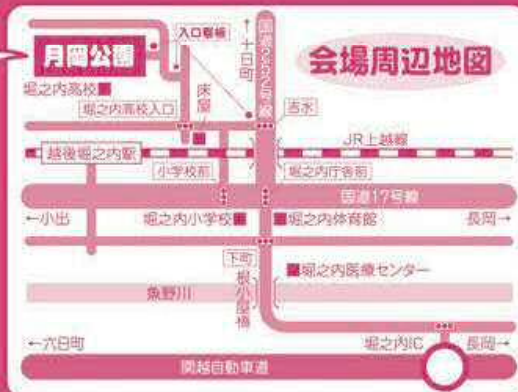 会場周辺地図
月岡公園
入口看板
↑十日町
国道252号線
堀之内高校■
堀之内高校入口
床屋
吉水
JR上越線
越後堀之内駅
小学校前
堀之内庁舎前
国道17号線
←小出
堀之内小学校■
■堀之内体育館
長岡→
下町
■堀之内医療センター
根小屋橋
魚野川
←六日町
堀之内IC
長岡→
関越自動車道